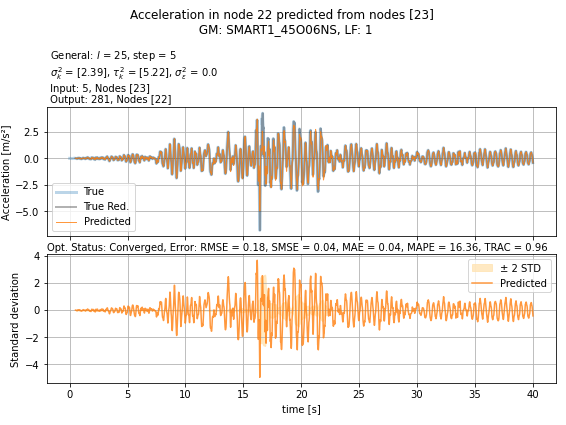 Acceleration in node 22 predicted from nodes [23]
GM: SMART1_45O06NS, LF: 1
General: l = 25, step = 5
σ²ₖ = [2.39], τ²ₖ = [5.22], σ²ε = 0.0
Input: 5, Nodes [23]
Output: 281, Nodes [22]
Acceleration [m/s²]
2.5
0.0
−2.5
−5.0
True
True Red.
Predicted
Opt. Status: Converged, Error: RMSE = 0.18, SMSE = 0.04, MAE = 0.04, MAPE = 16.36, TRAC = 0.96
Standard deviation
4
2
0
−2
−4
± 2 STD
Predicted
0 5 10 15 20 25 30 35 40
time [s]